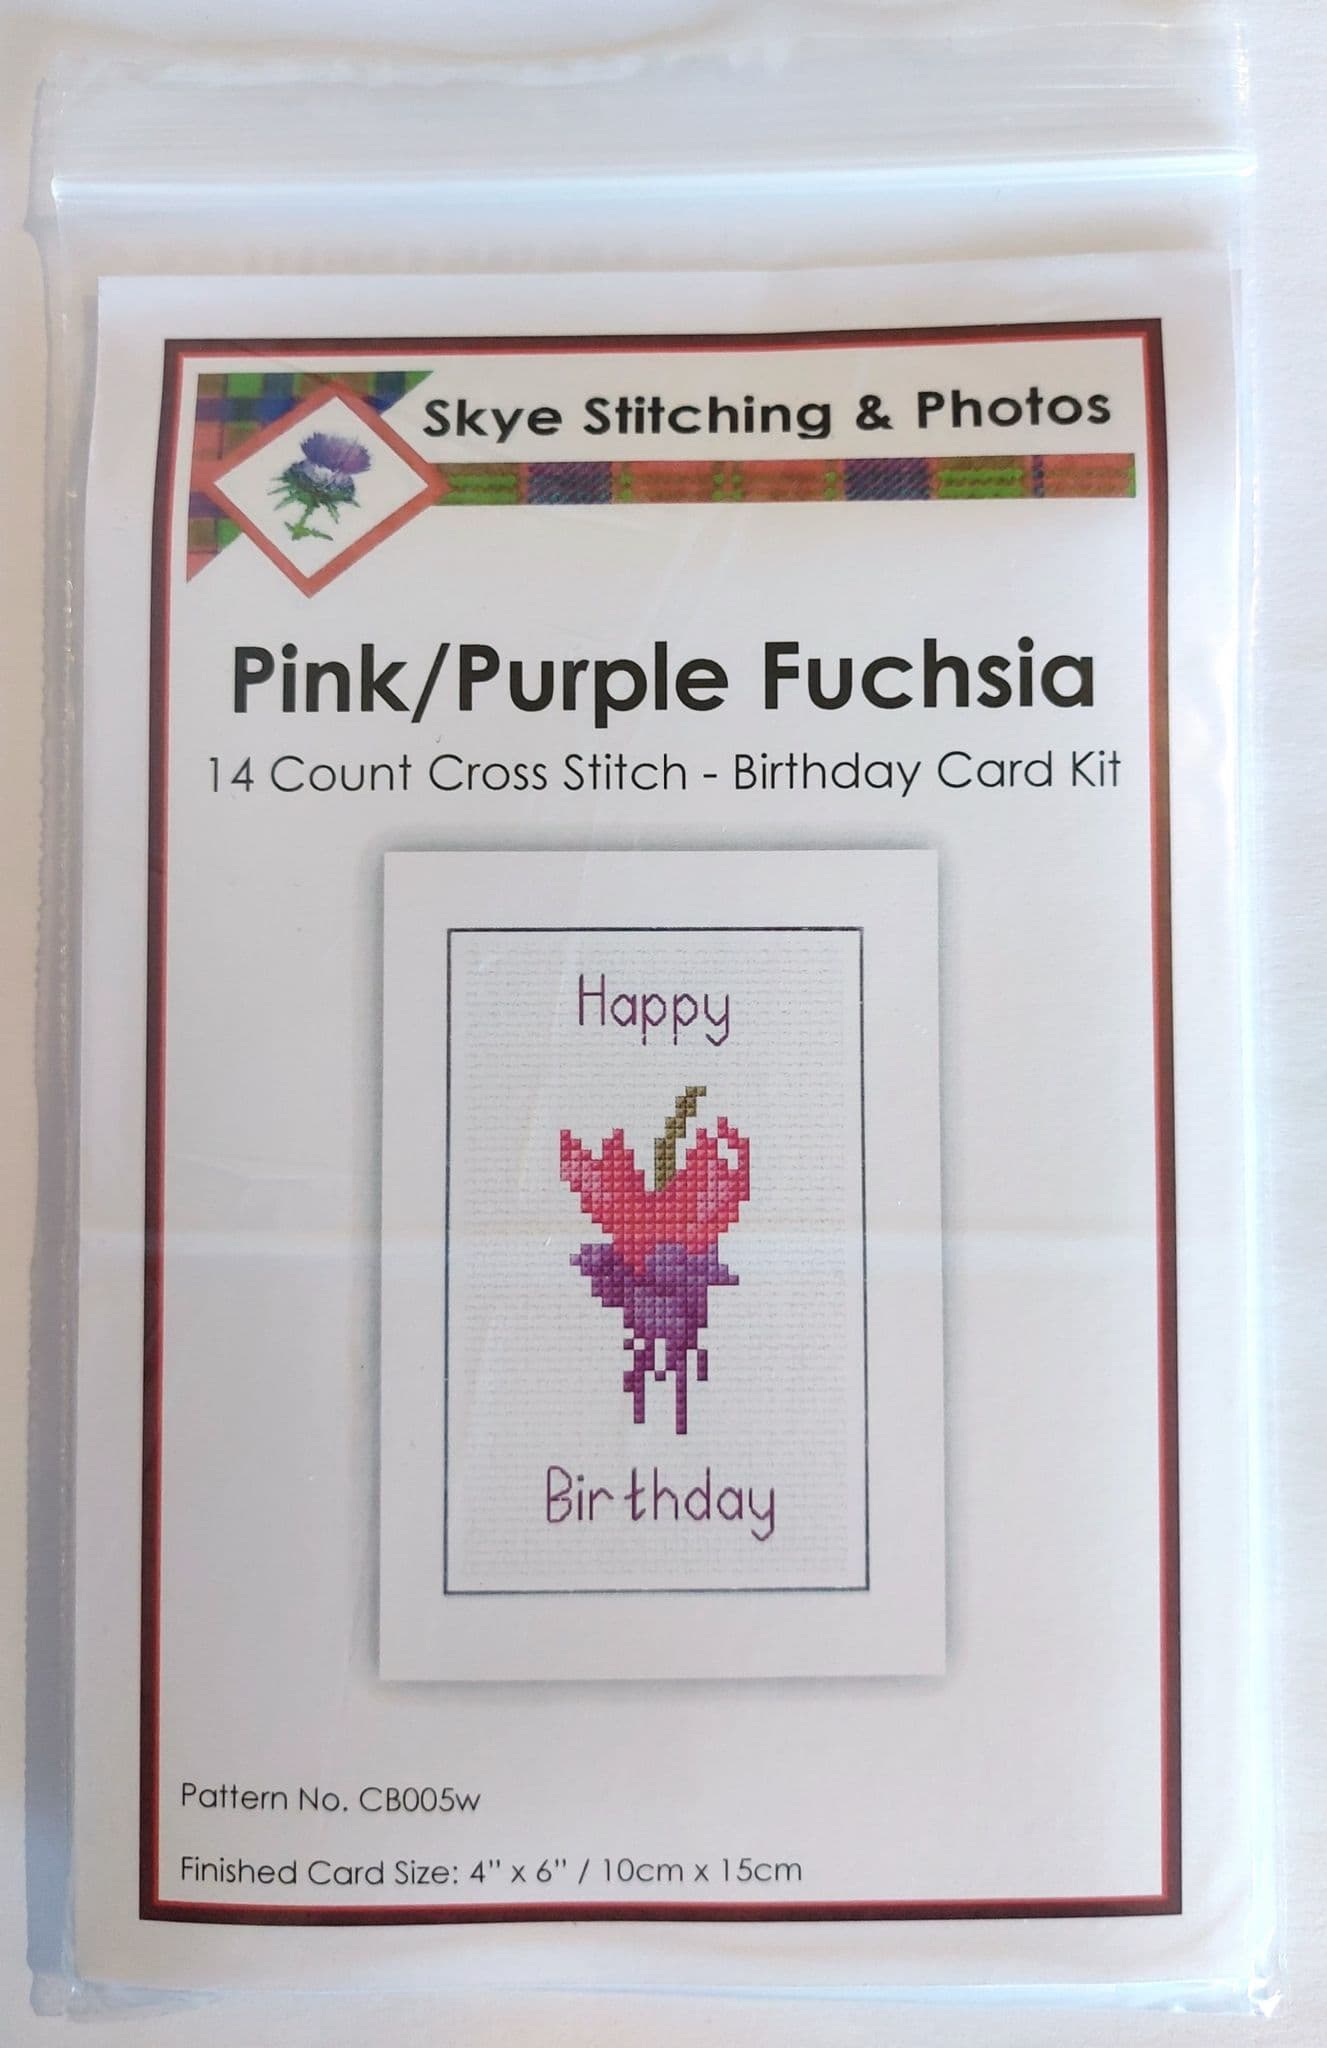 Skye Stitching & Photos
Pink/Purple Fuchsia
14 Count Cross Stitch - Birthday Card Kit
Happy
Birthday
Pattern No. CB005w
Finished Card Size: 4" x 6" / 10cm x 15cm